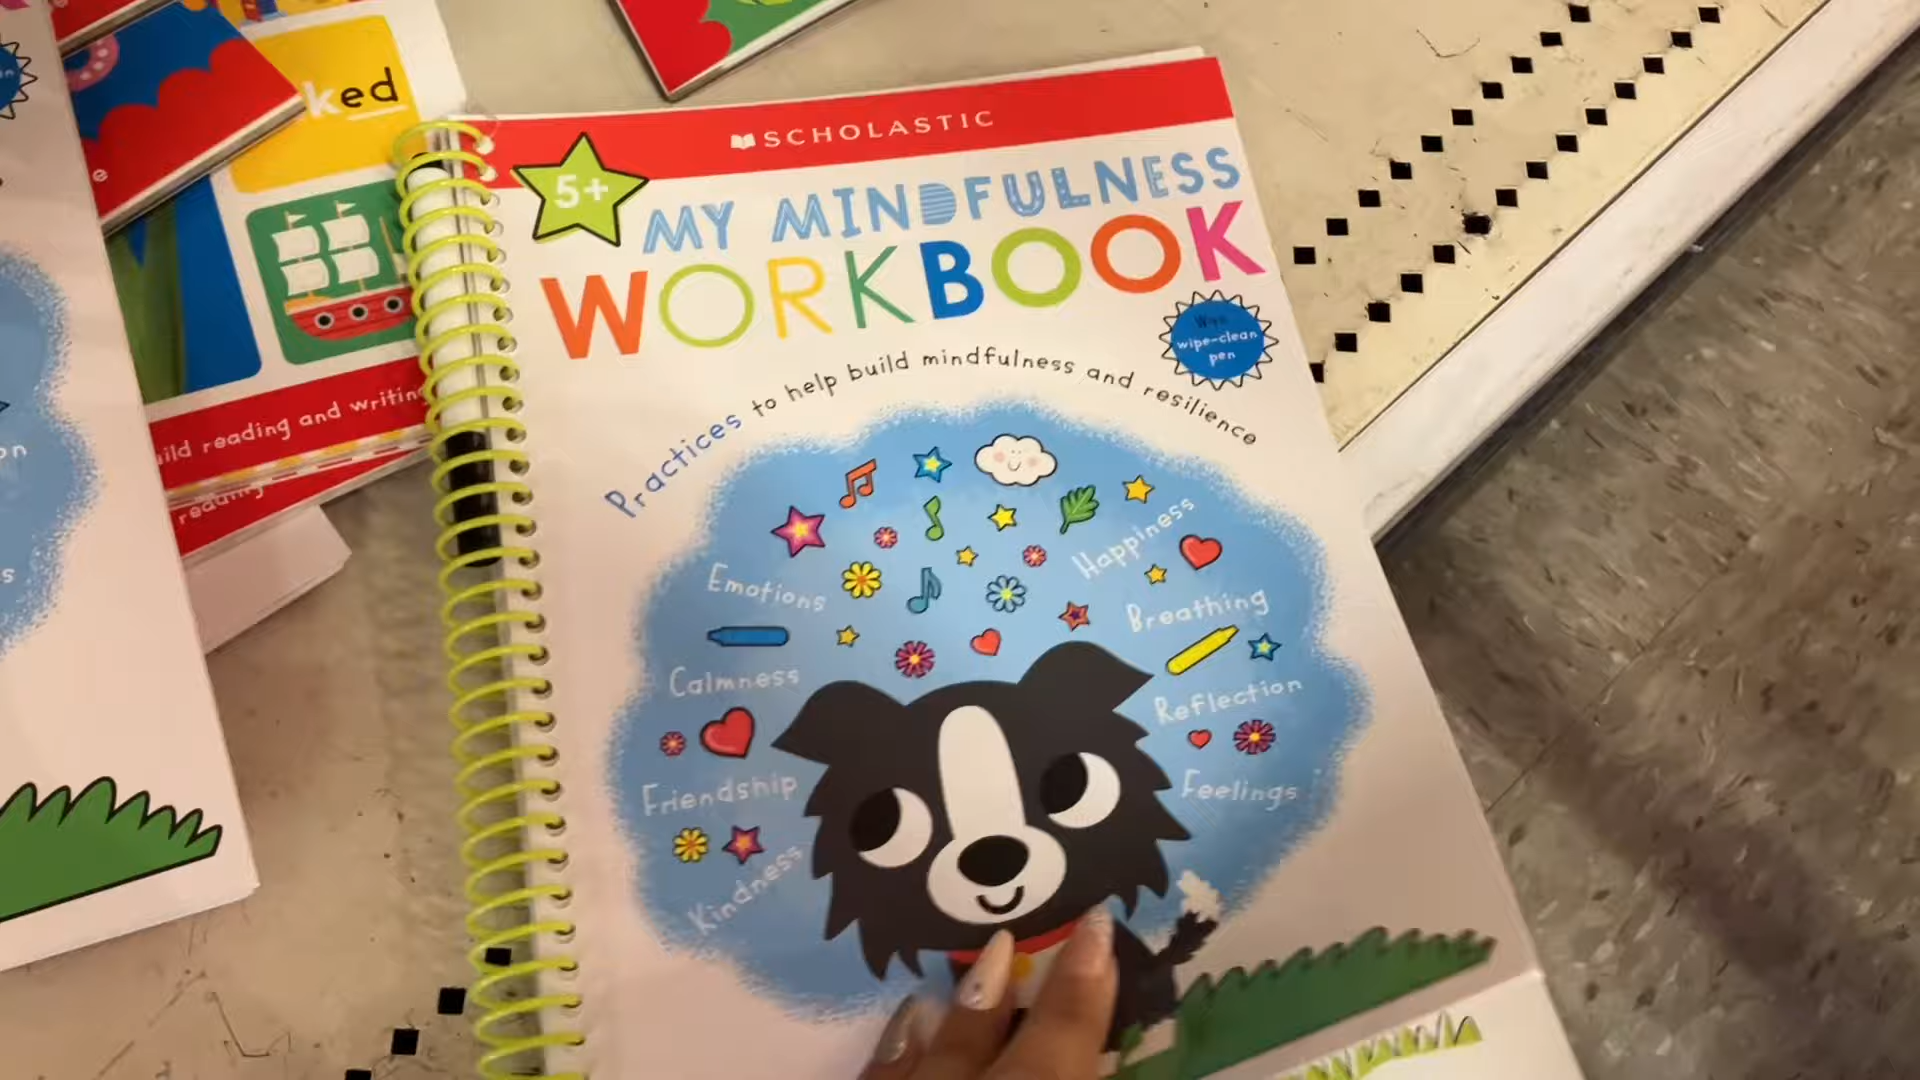 SCHOLASTIC
5+
MY MINDFULNESS
WORKBOOK
wipe-clean
pen
Practices to help build mindfulness and resilience
Emotions
Happiness
Breathing
Calmness
Reflection
Friendship
Feelings
Kindness
ked
ild reading and writing
reading